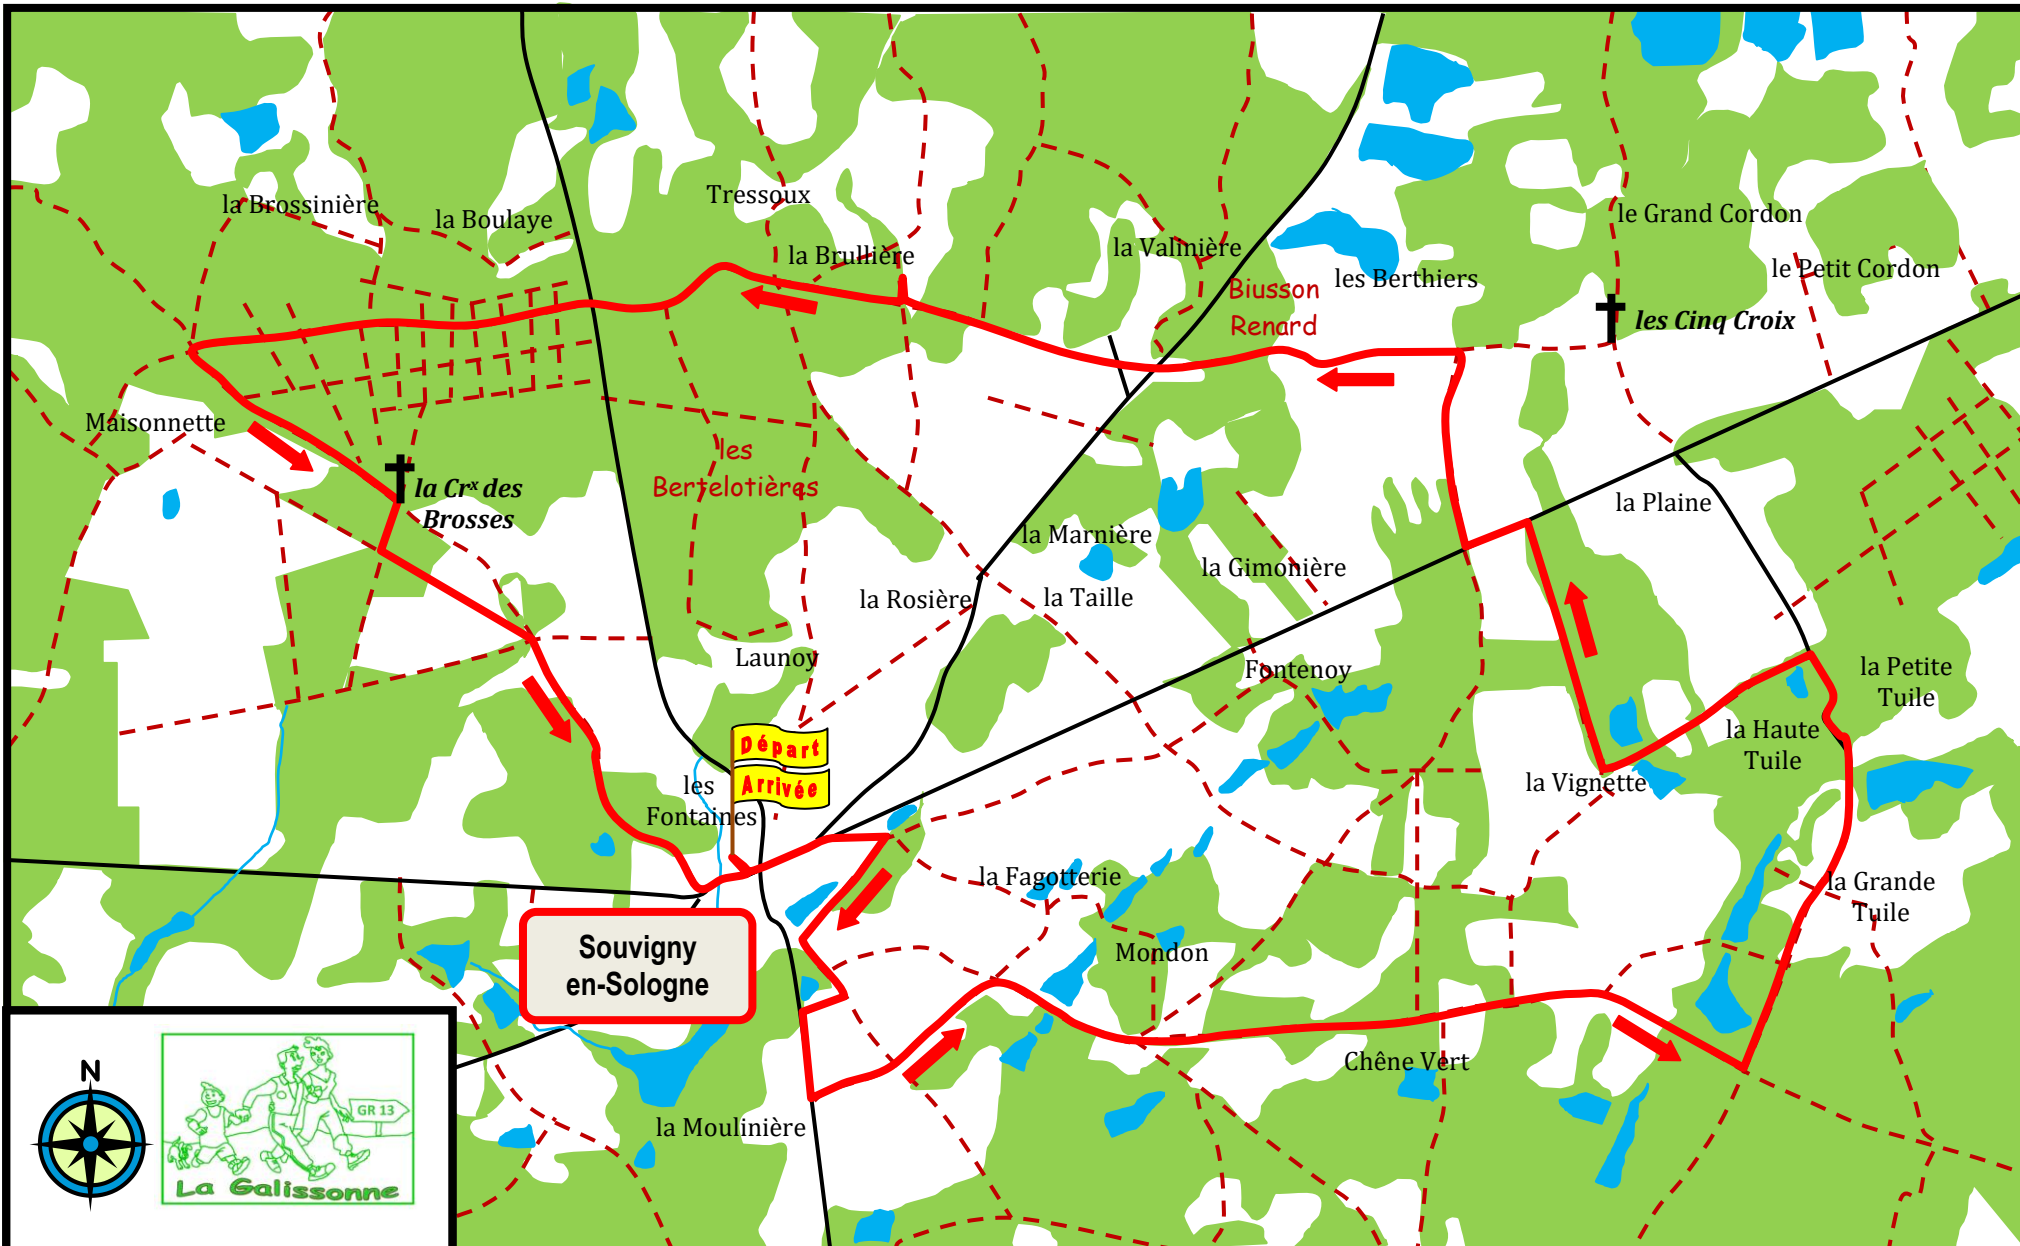 Tressoux
la Brossinière
la Boulaye
le Grand Cordon
la Brullière
la Valinière
les Berthiers
le Petit Cordon
Biusson
Renard
les Cinq Croix
Maisonnette
les
Bertelotières
la Crˣ des
Brosses
la Plaine
la Marnière
la Gimonière
la Rosière
la Taille
Launoy
Fontenoy
la Petite
Tuile
la Haute
Tuile
Départ
Arrivée
les
Fontaines
la Vignette
la Fagotterie
la Grande
Tuile
Souvigny
en-Sologne
Mondon
Chêne Vert
la Moulinière
N
GR 13
La Galissonne